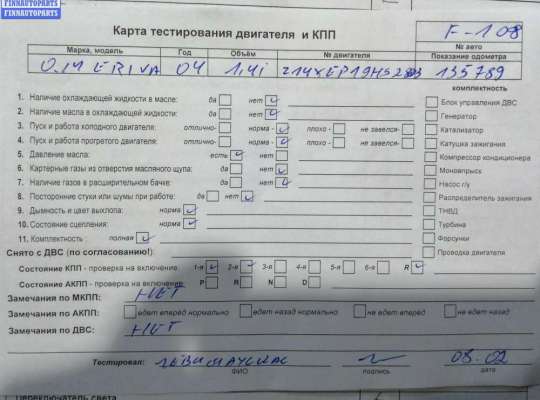 FINNAUTOPARTS
FINNAUTOPARTS
Карта тестирования двигателя и КПП
F-108
№ авто
Марка, модель Год Объём № двигателя Показание одометра
04 1,4i 135789
комплектность
1. Наличие охлаждающей жидкости в масле: да нет
2. Наличие масла в охлаждающей жидкости: да нет
3. Пуск и работа холодного двигателя: отлично- норма - плохо - не завелся-
4. Пуск и работа прогретого двигателя: отлично- норма - плохо - не завелся-
5. Давление масла: есть нет
6. Картерные газы из отверстия масляного щупа: да нет
7. Наличие газов в расширительном бачке: да нет
8. Посторонние стуки или шумы при работе: да нет
9. Дымность и цвет выхлопа: норма
10. Состояние сцепления: норма
11. Комплектность полная
Блок управления ДВС
Генератор
Катализатор
Катушка зажигания
Компрессор кондиционера
Моновпрыск
Насос г/у
Распределитель зажигания
ТНВД
Турбина
Форсунки
Проводка двигателя
Снято с ДВС (по согласованию!):
Состояние КПП - проверка на включение 1-я 2-я 3-я 4-я 5-я 6-я R
Состояние АКПП - проверка на включение P R N D
Замечания по МКПП: НЕТ
Замечания по АКПП: едет вперед нормально едет назад нормально не едет вперед не едет назад
Замечания по ДВС: НЕТ
Тестировал: 08-02
ФИО подпись дата
Переключатель света